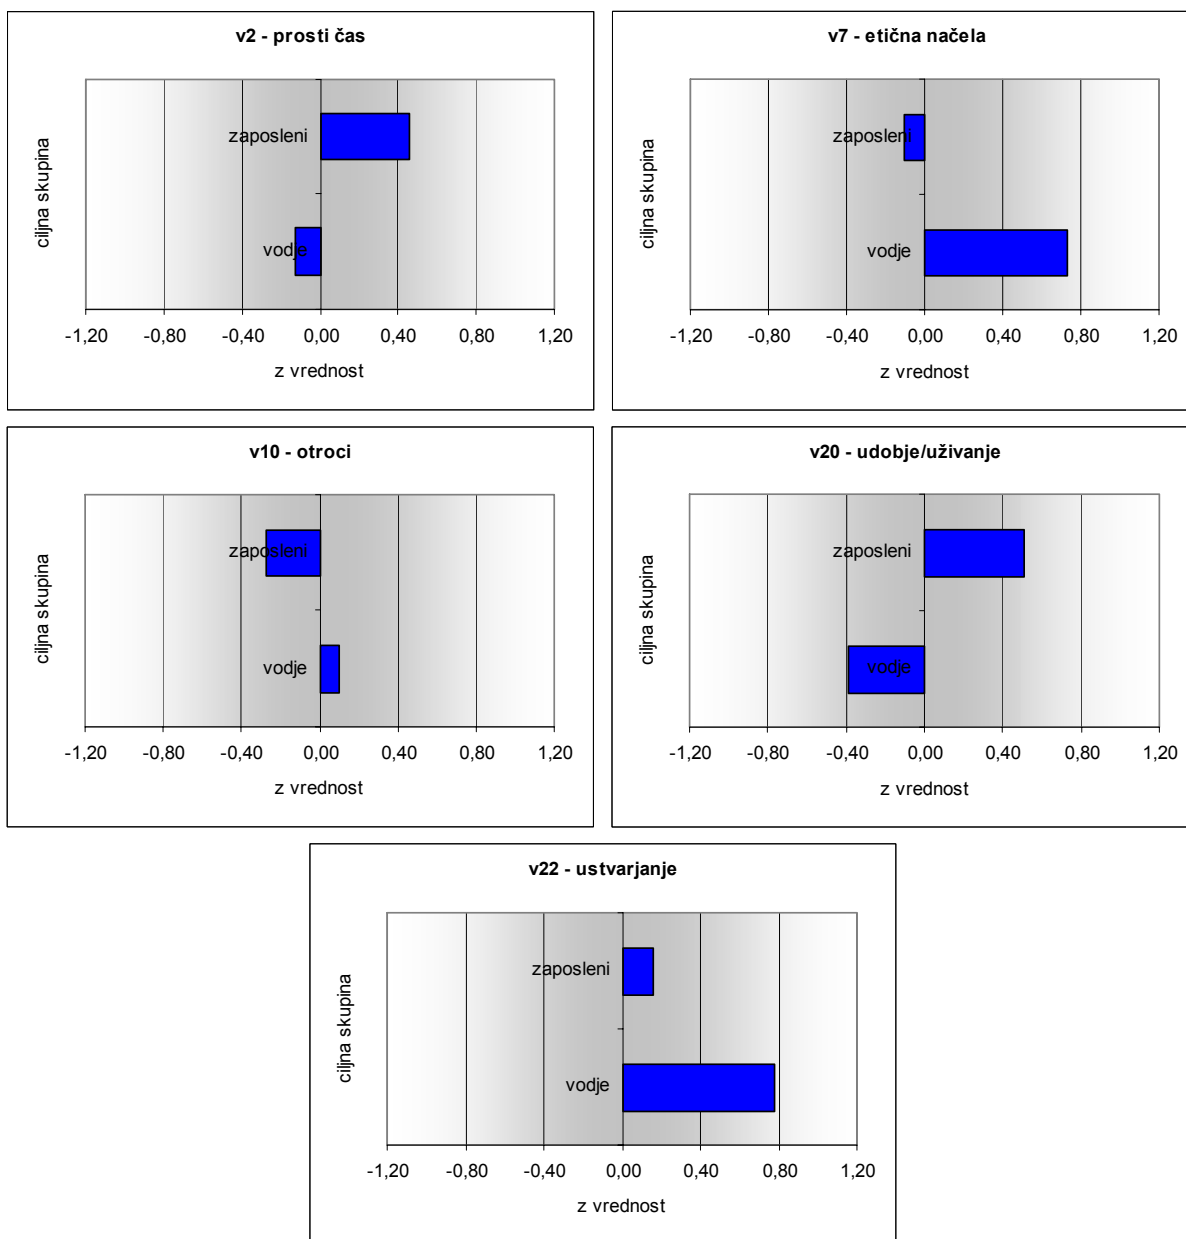 v2 - prosti čas
ciljna skupina
zaposleni
vodje
-1,20 -0,80 -0,40 0,00 0,40 0,80 1,20
z vrednost
v7 - etična načela
ciljna skupina
zaposleni
vodje
-1,20 -0,80 -0,40 0,00 0,40 0,80 1,20
z vrednost
v10 - otroci
ciljna skupina
zaposleni
vodje
-1,20 -0,80 -0,40 0,00 0,40 0,80 1,20
z vrednost
v20 - udobje/uživanje
ciljna skupina
zaposleni
vodje
-1,20 -0,80 -0,40 0,00 0,40 0,80 1,20
z vrednost
v22 - ustvarjanje
ciljna skupina
zaposleni
vodje
-1,20 -0,80 -0,40 0,00 0,40 0,80 1,20
z vrednost